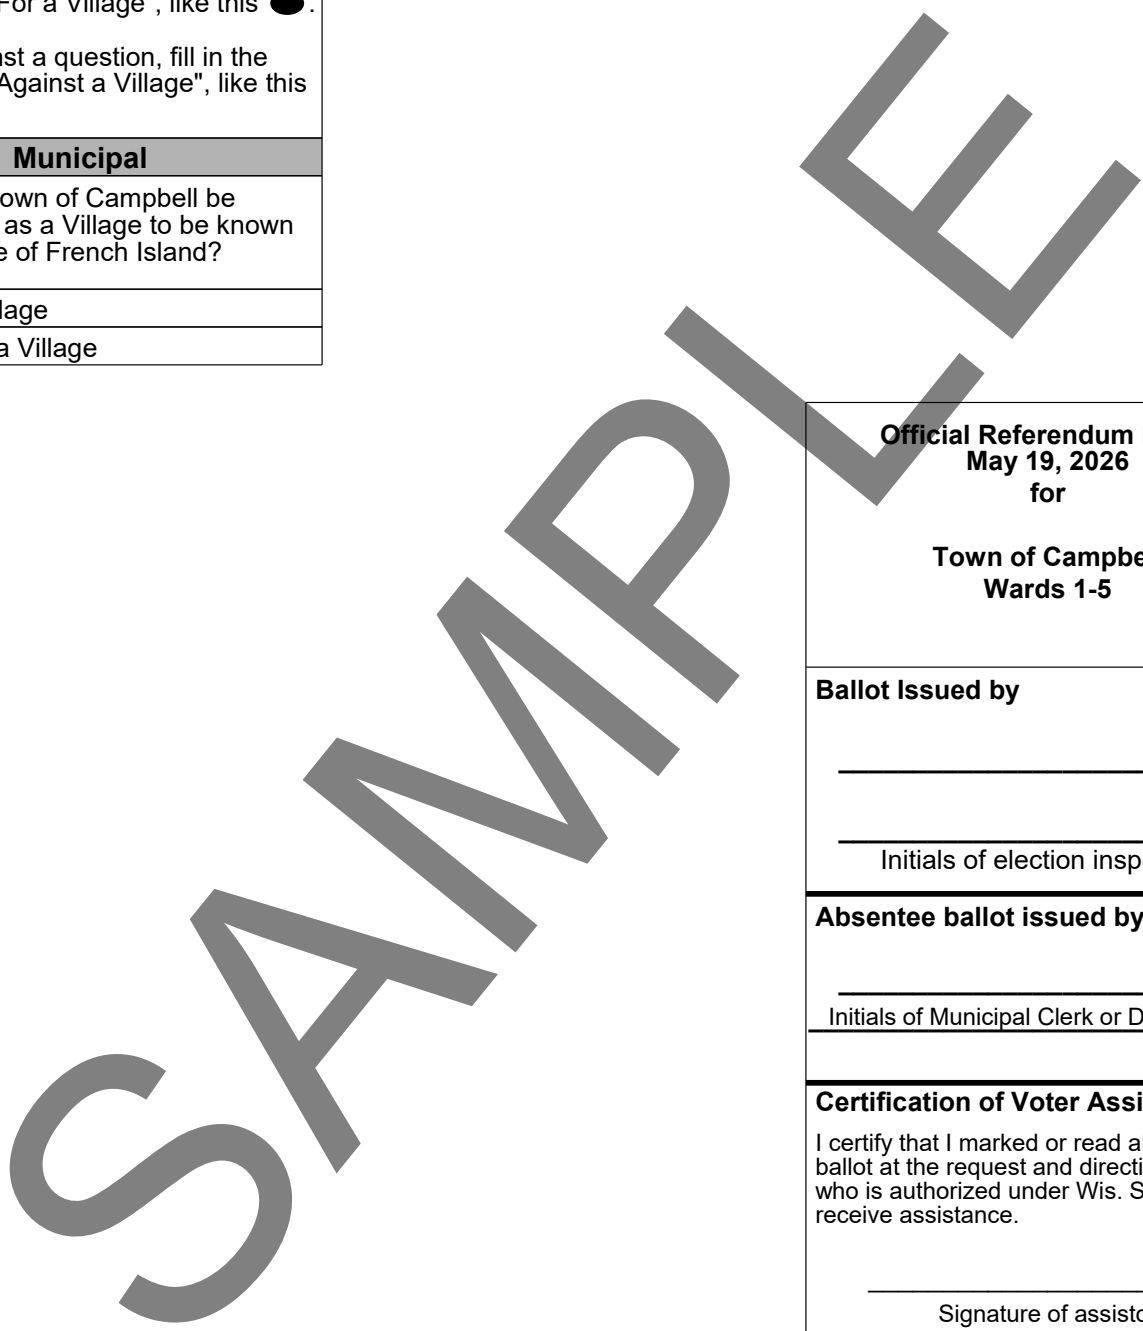 For a Village", like this
st a question, fill in the
Against a Village", like this
Municipal
own of Campbell be
as a Village to be known
e of French Island?
lage
a Village
SAMPLE
Official Referendum
May 19, 2026
for
Town of Campbe
Wards 1-5
Ballot Issued by
Initials of election insp
Absentee ballot issued by
Initials of Municipal Clerk or D
Certification of Voter Assi
I certify that I marked or read a
ballot at the request and directi
who is authorized under Wis. S
receive assistance.
Signature of assisto